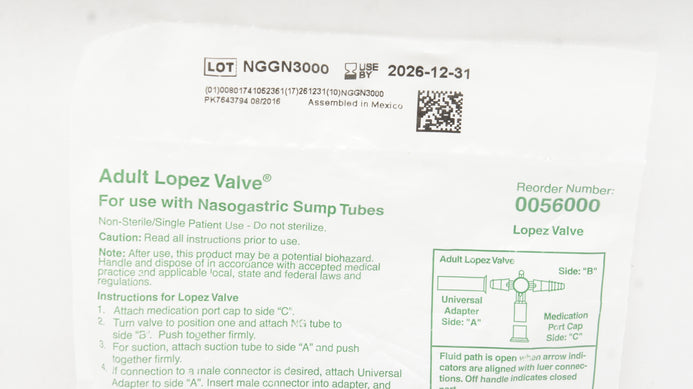 LOT NGGN3000 USE BY 2026-12-31
(01)00801741052361(17)261231(10)NGGN3000
PK7643794 08/2016 Assembled in Mexico
Adult Lopez Valve®
For use with Nasogastric Sump Tubes
Non-Sterile/Single Patient Use - Do not sterilize.
Caution: Read all instructions prior to use.
Note: After use, this product may be a potential biohazard.
Handle and dispose of in accordance with accepted medical
practice and applicable local, state and federal laws and
regulations.
Instructions for Lopez Valve
1. Attach medication port cap to side "C".
2. Turn valve to position one and attach NG tube to
side "B". Push together firmly.
3. For suction, attach suction tube to side "A" and push
together firmly.
4. If connection to a male connector is desired, attach Universal
Adapter to side "A". Insert male connector into adapter, and
Reorder Number:
0056000
Lopez Valve
Adult Lopez Valve
Side: "B"
Universal
Adapter
Side: "A"
Medication
Port Cap
Side: "C"
Fluid path is open when arrow indi-
cators are aligned with luer connec-
tions. Off handle indicates closed